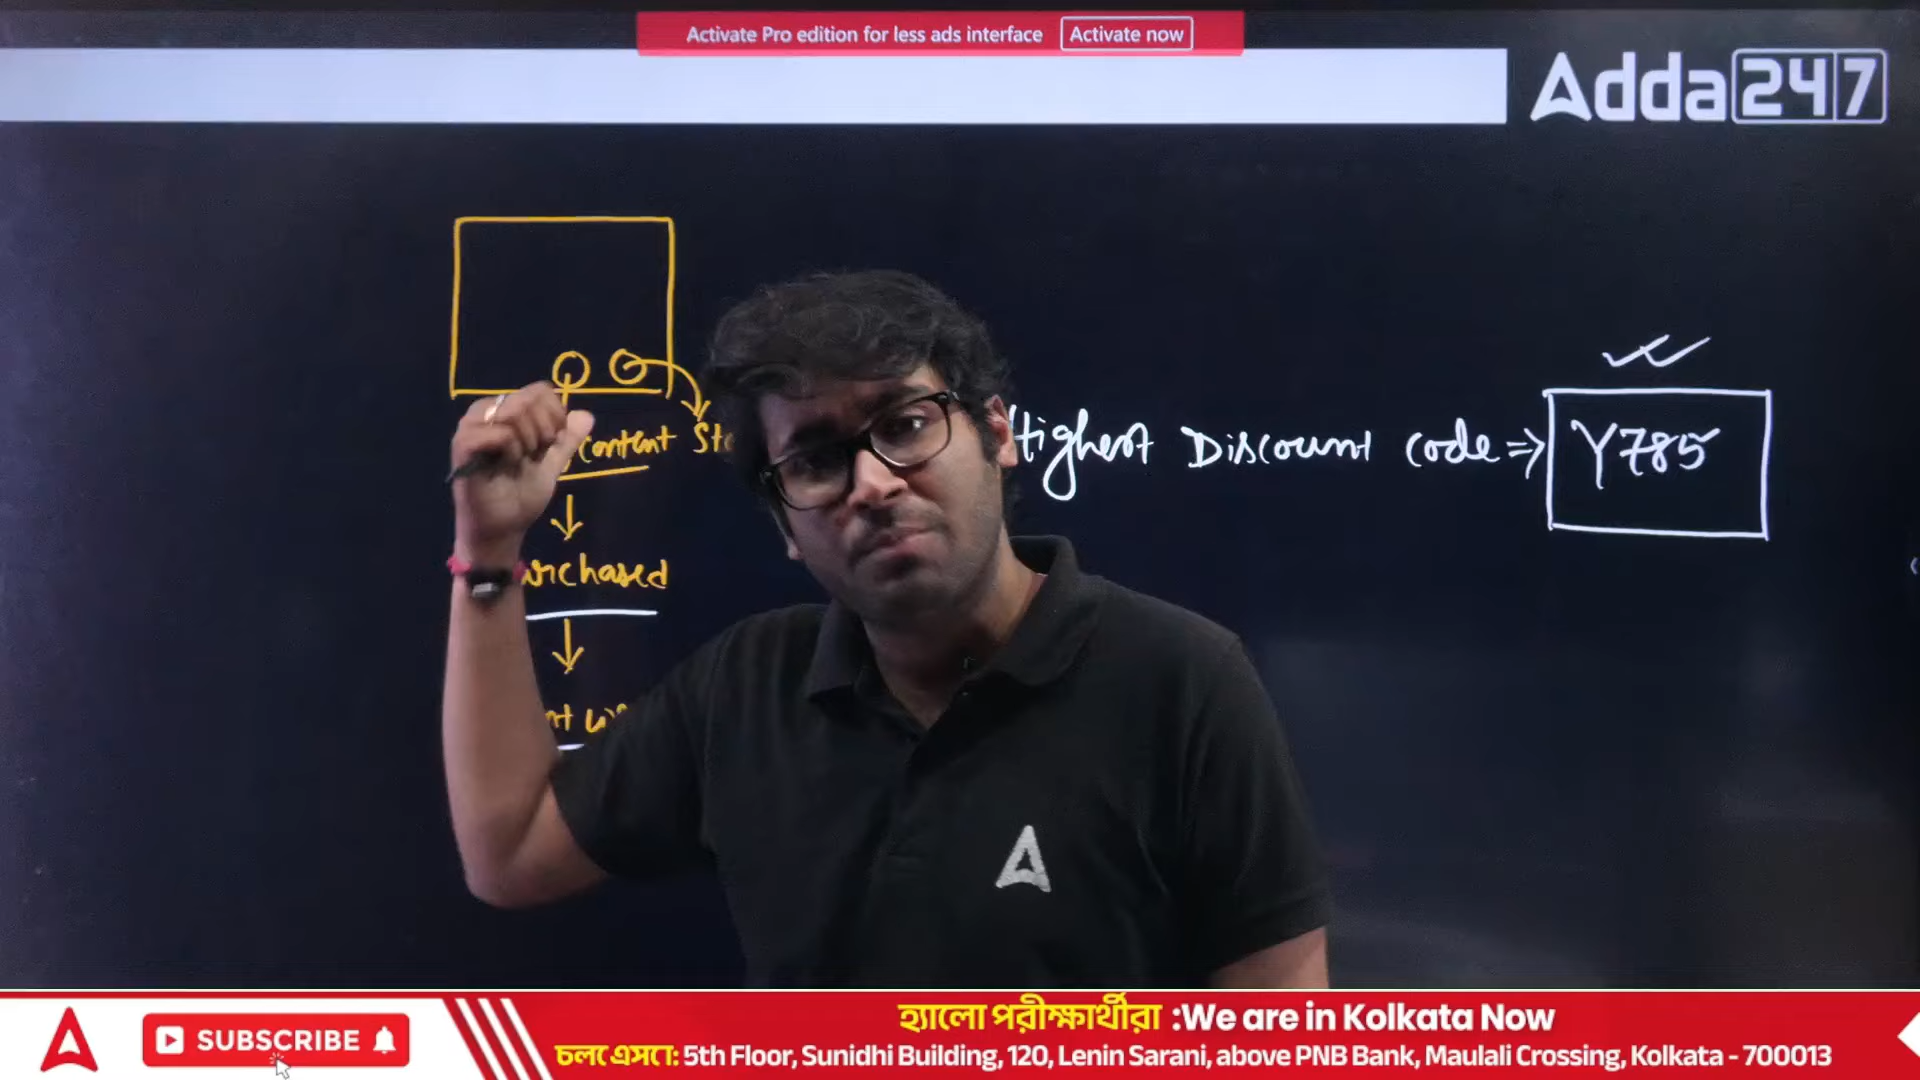 Activate Pro edition for less ads interface Activate now
Adda247
content
Highest Discount code ⇒ Y785
purchased
SUBSCRIBE
হ্যালো পরীক্ষার্থীরা :We are in Kolkata Now
চলে এসো: 5th Floor, Sunidhi Building, 120, Lenin Sarani, above PNB Bank, Maulali Crossing, Kolkata - 700013